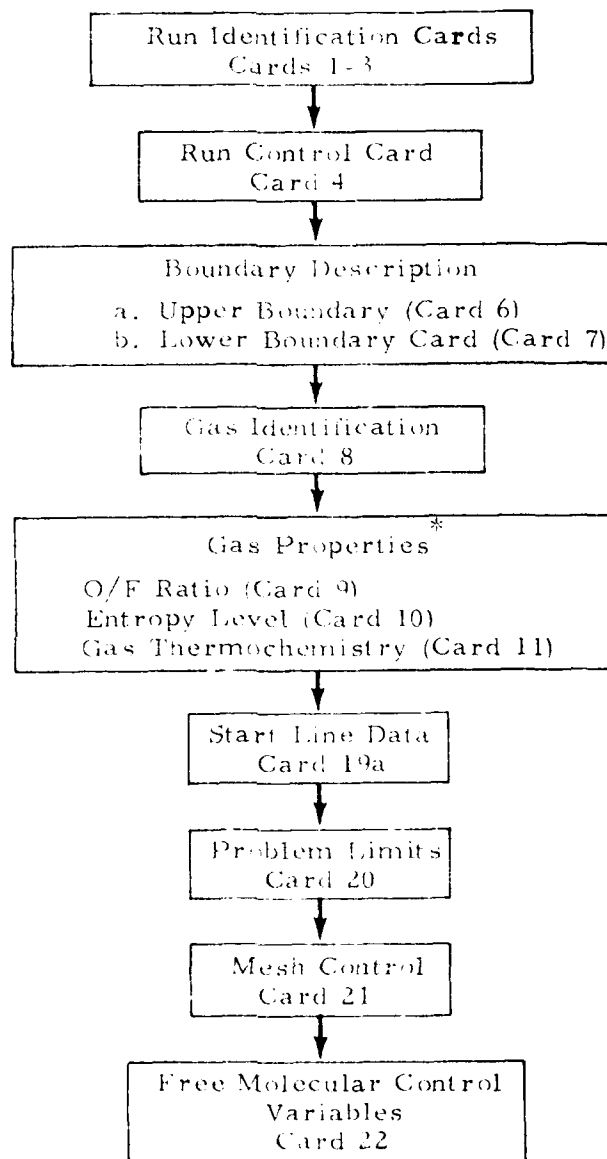 Run Identification Cards
Cards 1-3
Run Control Card
Card 4
Boundary Description
a. Upper Boundary (Card 6)
b. Lower Boundary Card (Card 7)
Gas Identification
Card 8
Gas Properties*
O/F Ratio (Card 9)
Entropy Level (Card 10)
Gas Thermochemistry (Card 11)
Start Line Data
Card 19a
Problem Limits
Card 20
Mesh Control
Card 21
Free Molecular Control
Variables
Card 22